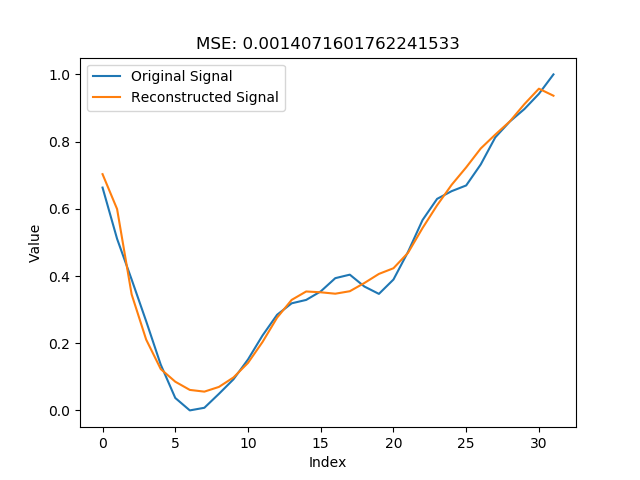 MSE: 0.0014071601762241533
Original Signal
Reconstructed Signal
1.0
0.8
0.6
0.4
0.2
0.0
Value
0 5 10 15 20 25 30
Index